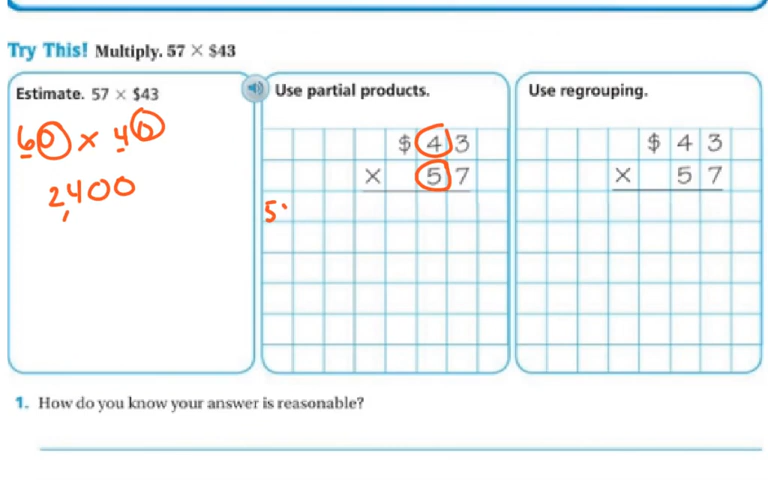 Try This! Multiply. 57 × $43
Estimate. 57 × $43
60 × 40
2,400
Use partial products.
$ 4 3
× 5 7
5
Use regrouping.
$ 4 3
× 5 7
1. How do you know your answer is reasonable?